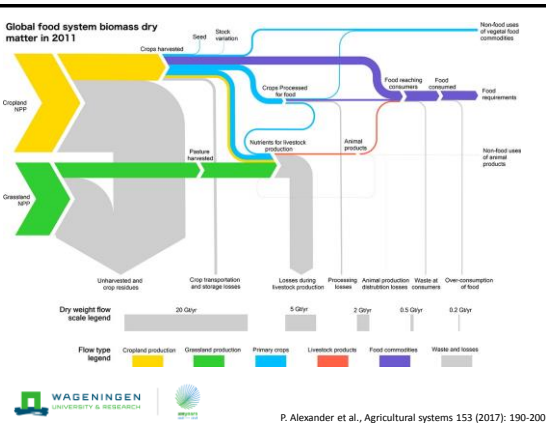 Global food system biomass dry
matter in 2011
Crops harvested
Seed
Stock
variation
Non-food uses
of vegetal food
commodities
Cropland
NPP
Crops Processed
for food
Food reaching
consumers
Food
consumed
Food
requirements
Nutrients for livestock
production
Animal
products
Pasture
harvested
Non-food uses
of animal
products
Grassland
NPP
Unharvested and
crop residues
Crop transportation
and storage losses
Losses during
livestock production
Processing
losses
Animal production
distrubtion losses
Waste at
consumers
Over-consumption
of food
Dry weight flow
scale legend
20 Gt/yr
5 Gt/yr
2 Gt/yr
0.5 Gt/yr
0.2 Gt/yr
Flow type
legend
Cropland production
Grassland production
Primary crops
Livestock products
Food commodities
Waste and losses
WAGENINGEN
UNIVERSITY & RESEARCH
P. Alexander et al., Agricultural systems 153 (2017): 190-200